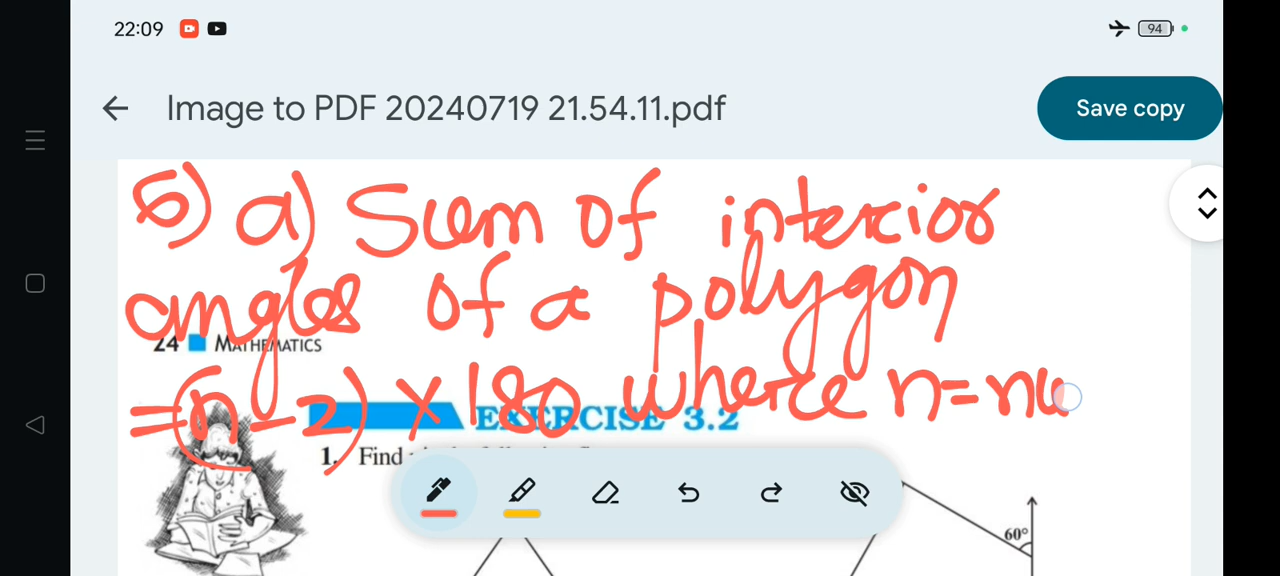 22:09
94
Image to PDF 20240719 21.54.11.pdf
Save copy
5) a) Sum of interior
angles of a polygon
24 MATHEMATICS
=(n-2) × 180 where n=nu
EXERCISE 3.2
1. Find
60°